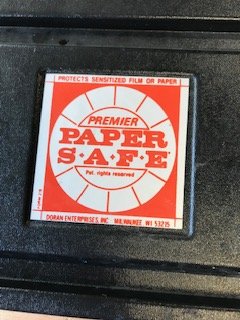 PROTECTS SENSITIZED FILM OR PAPER
PREMIER
PAPER
S·A·F·E
Pat. rights reserved
DORAN ENTERPRISES, INC. MILWAUKEE, WI 53215